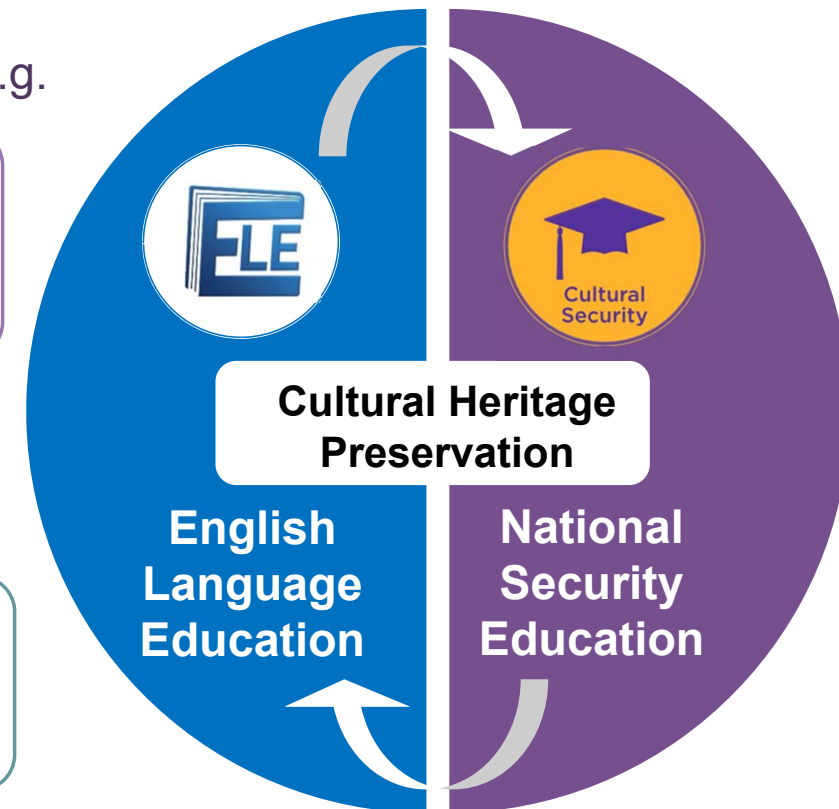 .g.
ELE
Cultural
Security
Cultural Heritage
Preservation
English
Language
Education
National
Security
Education